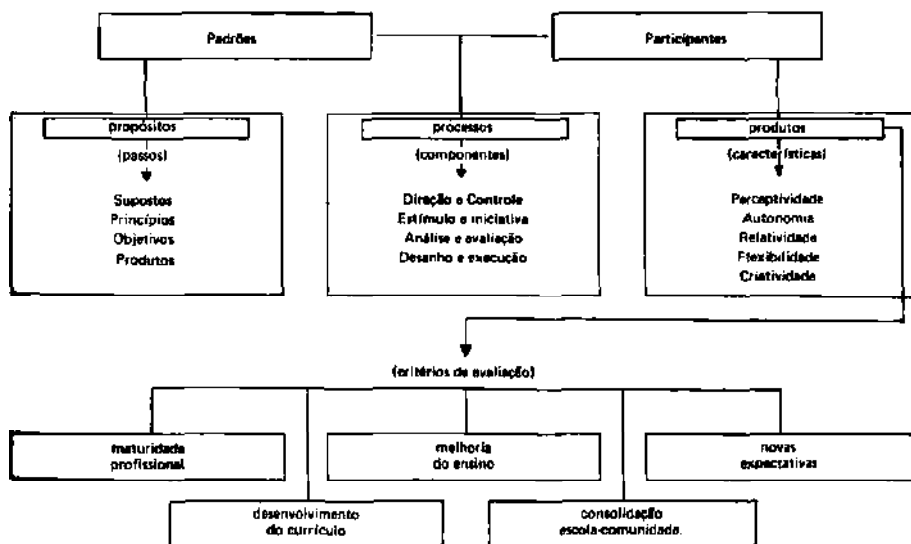 Padrões
Participantes
propósitos
(passos)
Supostos
Princípios
Objetivos
Produtos
processos
(componentes)
Direção e Controle
Estímulo e iniciativa
Análise e avaliação
Desenho e execução
produtos
(características)
Perceptividade
Autonomia
Relatividade
Flexibilidade
Criatividade
(critérios de avaliação)
maturidade
profissional
melhoria
do ensino
novas
expectativas
desenvolvimento
do currículo
consolidação
escola-comunidade.